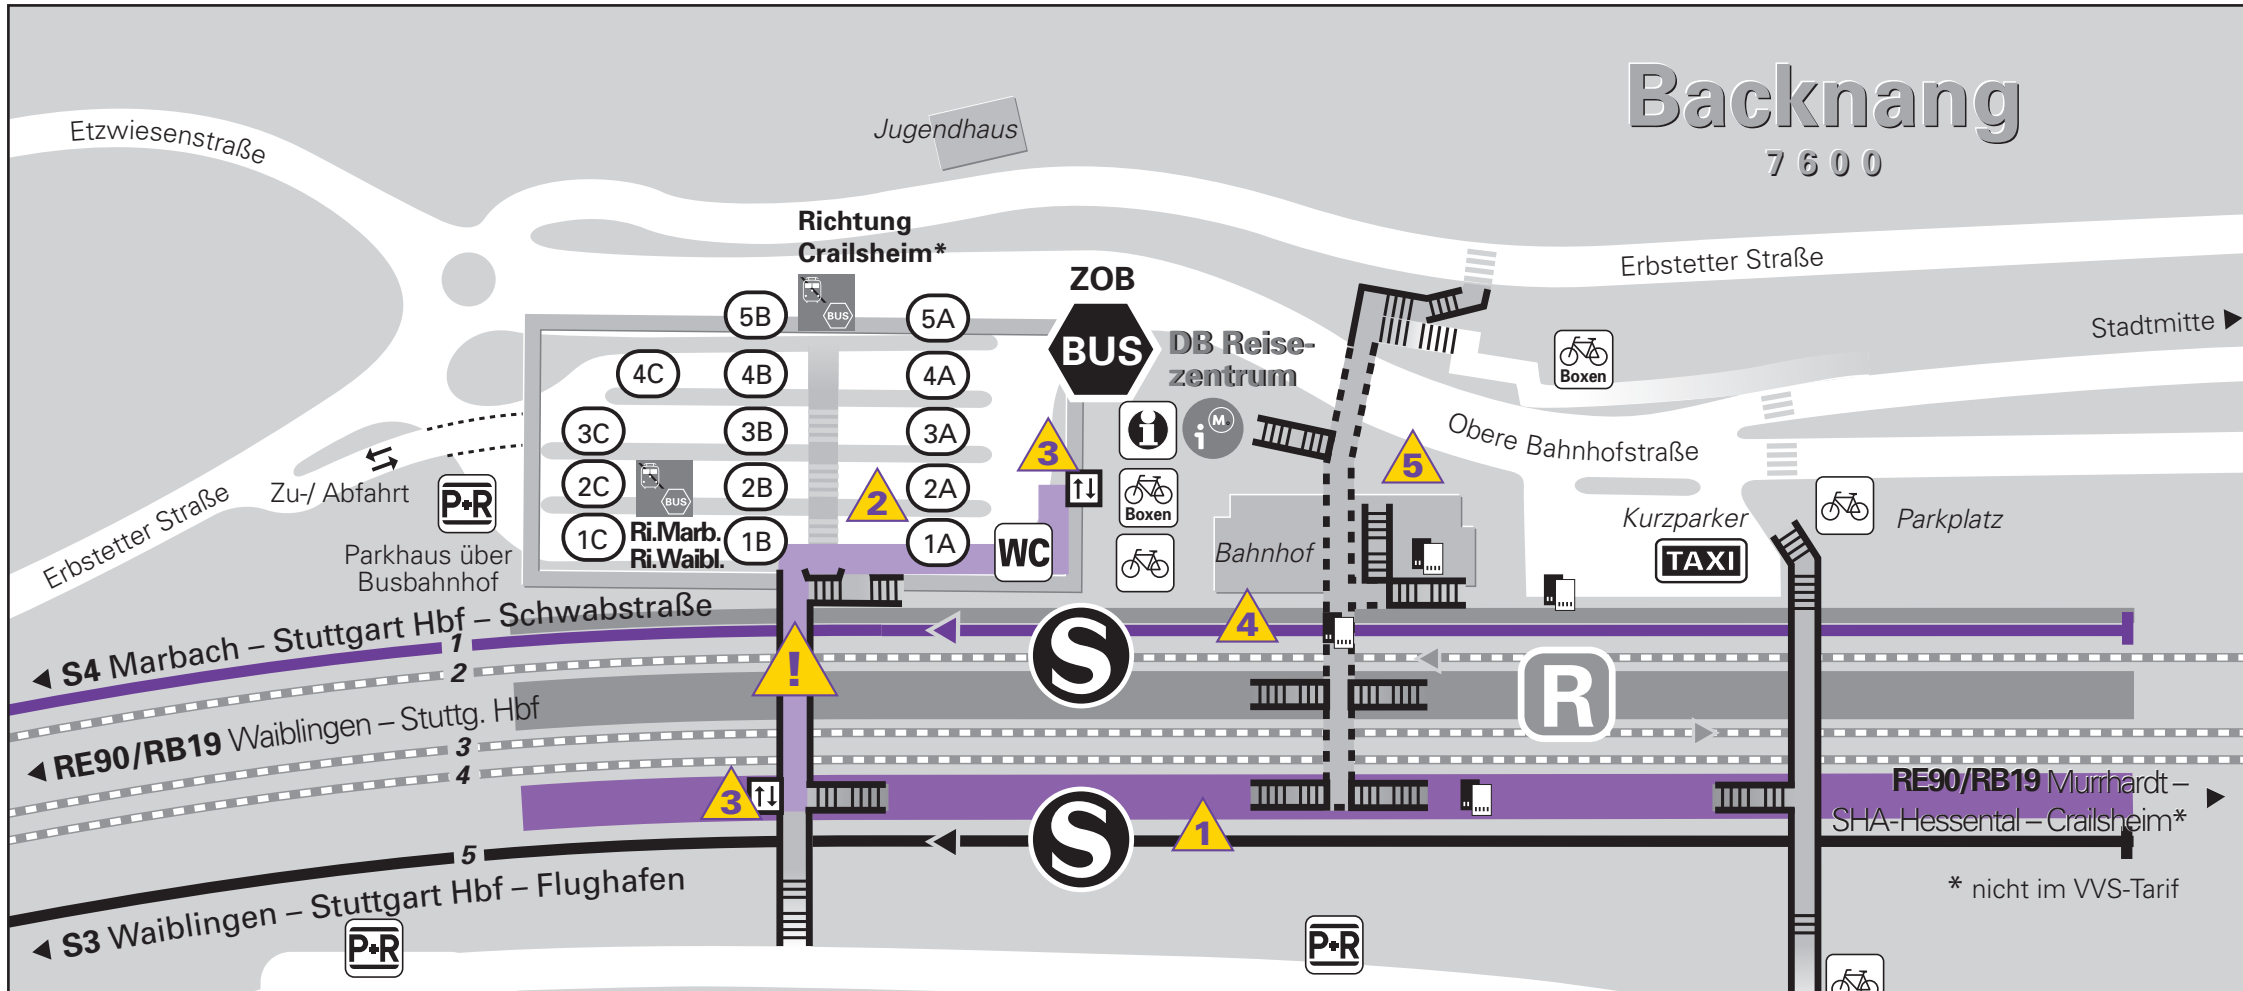 Backnang
7600
Etzwiesenstraße
Jugendhaus
Richtung
Crailsheim*
BUS
ZOB
BUS
DB Reise-
zentrum
Erbstetter Straße
Stadtmitte
Boxen
Obere Bahnhofstraße
5B
5A
4C
4B
4A
3C
3B
3A
2C
2B
2A
1C
1B
1A
BUS
Ri.Marb.
Ri.Waibl.
2
3
i
i
M.
Boxen
WC
5
Bahnhof
Kurzparker
TAXI
Parkplatz
Zu-/ Abfahrt
P+R
Parkhaus über
Busbahnhof
Erbstetter Straße
S4 Marbach – Stuttgart Hbf – Schwabstraße
1
2
RE90/RB19 Waiblingen – Stuttg. Hbf
3
4
!
S
4
R
3
S
1
RE90/RB19 Murrhardt –
SHA-Hessental – Crailsheim*
5
S3 Waiblingen – Stuttgart Hbf – Flughafen
* nicht im VVS-Tarif
P+R
P+R